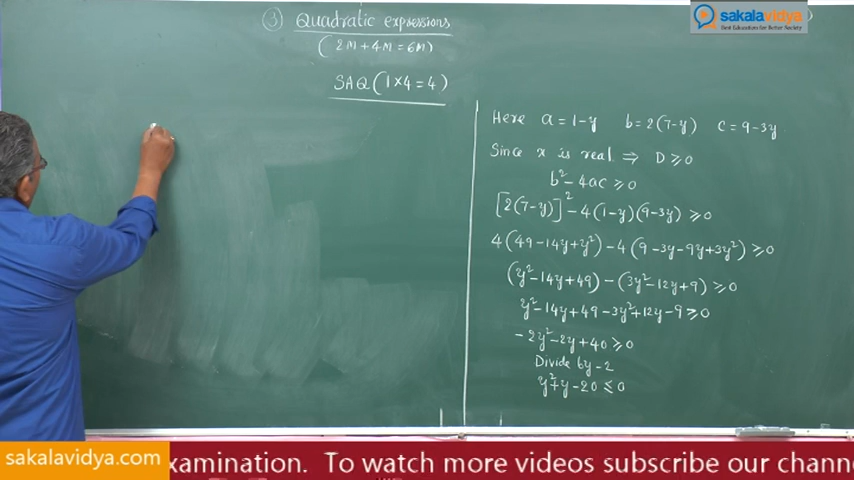 ③ Quadratic expressions
(2M + 4M = 6M)
SAQ (1×4 = 4)
sakalavidya
Best Education for Better Society
Here a = 1-y b = 2(7-y) c = 9-3y.
Since x is real ⇒ D ≥ 0
b² - 4ac ≥ 0
[2(7-y)]² - 4(1-y)(9-3y) ≥ 0
4(49-14y+y²) - 4(9-3y-9y+3y²) ≥ 0
(y²-14y+49) - (3y²-12y+9) ≥ 0
y²-14y+49-3y²+12y-9 ≥ 0
-2y²-2y+40 ≥ 0
Divide by -2
y²+y-20 ≤ 0
sakalavidya.com
xamination. To watch more videos subscribe our chann